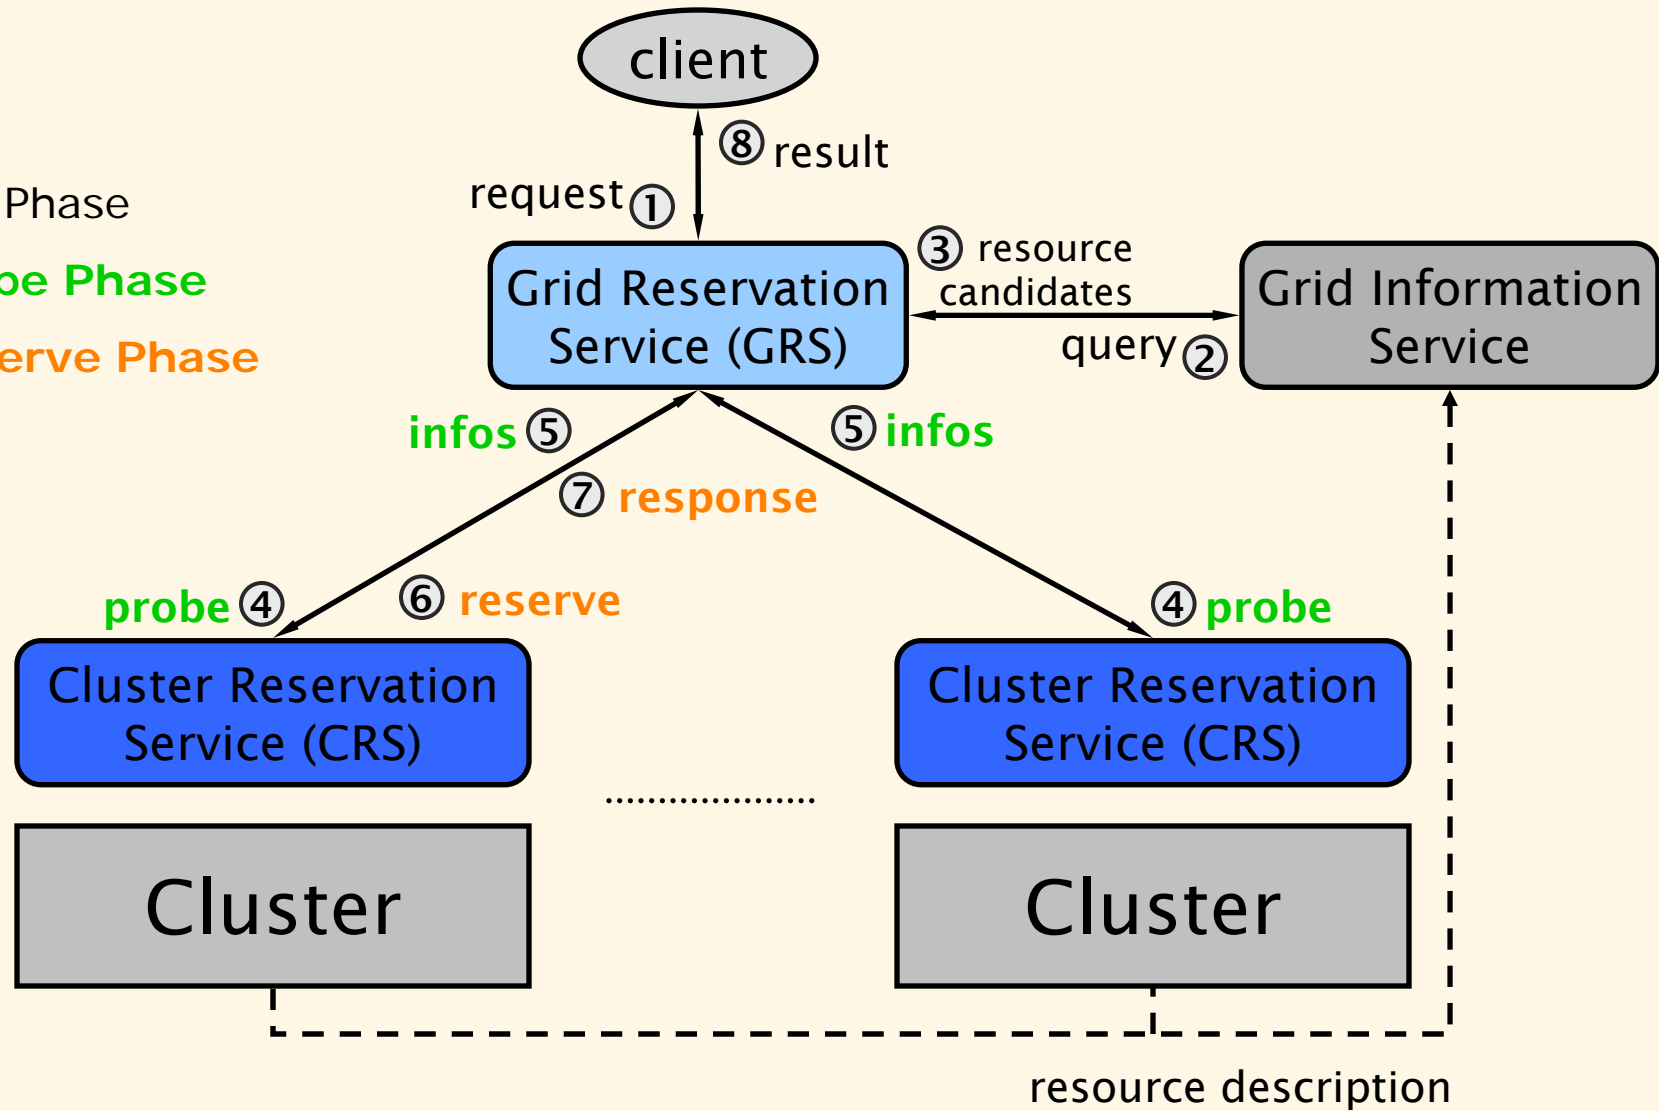 client
⑧ result
request ①
Phase
be Phase
erve Phase
Grid Reservation
Service (GRS)
③ resource
candidates
query ②
Grid Information
Service
infos ⑤
⑤ infos
⑦ response
probe ④
⑥ reserve
④ probe
Cluster Reservation
Service (CRS)
Cluster Reservation
Service (CRS)
....................
Cluster
Cluster
resource description